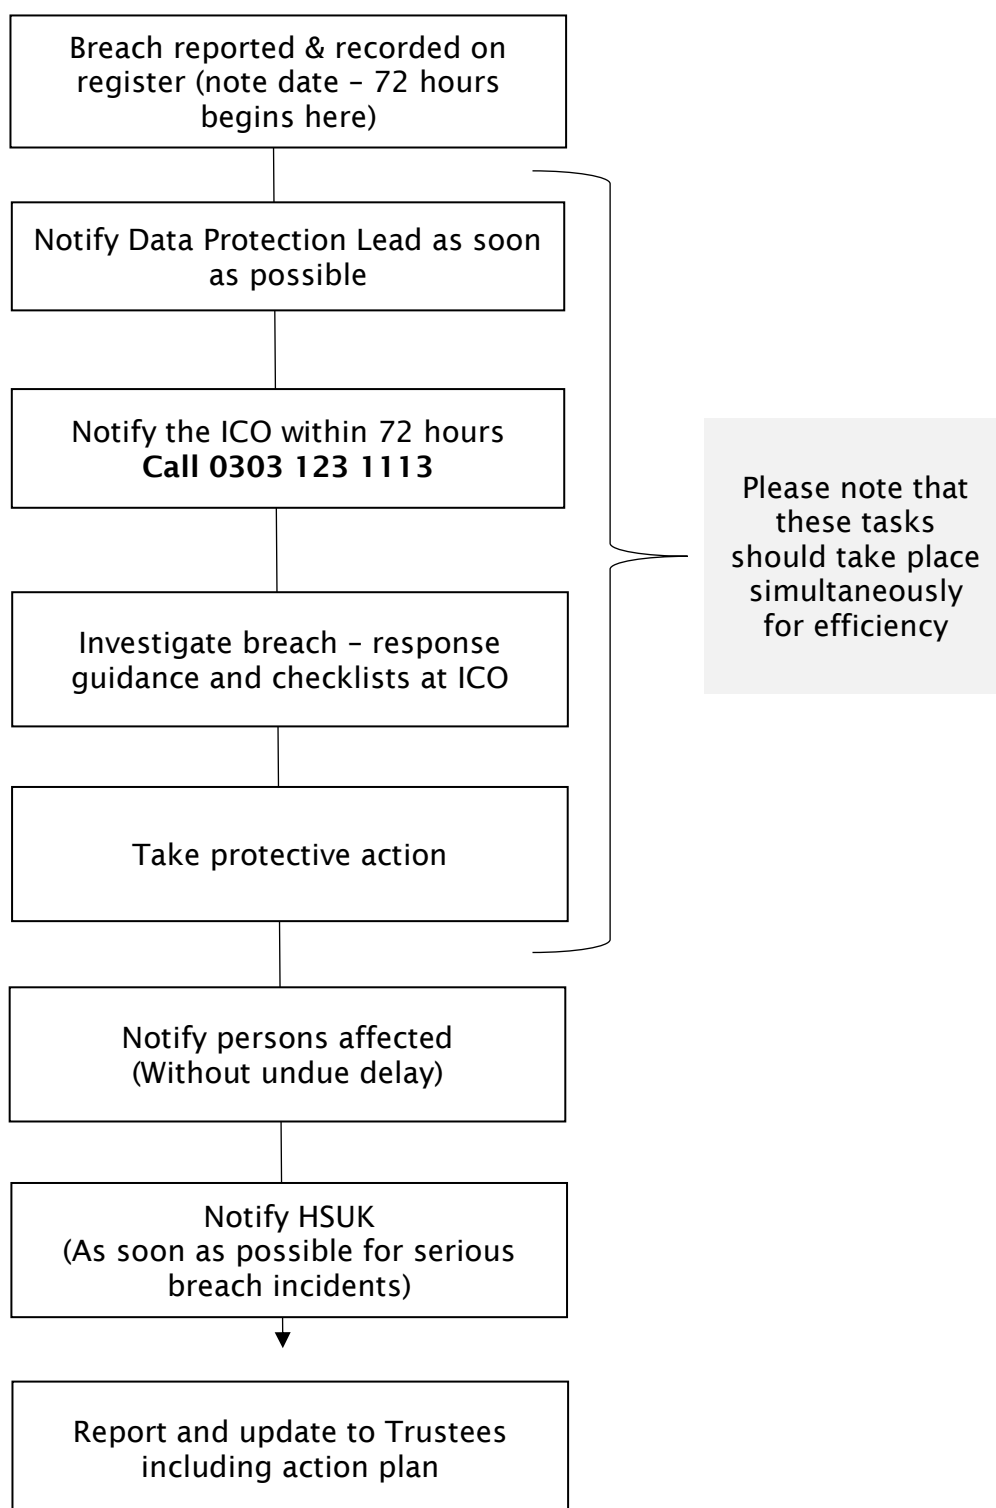 Breach reported & recorded on
register (note date – 72 hours
begins here)
Notify Data Protection Lead as soon
as possible
Notify the ICO within 72 hours
Call 0303 123 1113
Investigate breach – response
guidance and checklists at ICO
Take protective action
Please note that
these tasks
should take place
simultaneously
for efficiency
Notify persons affected
(Without undue delay)
Notify HSUK
(As soon as possible for serious
breach incidents)
Report and update to Trustees
including action plan